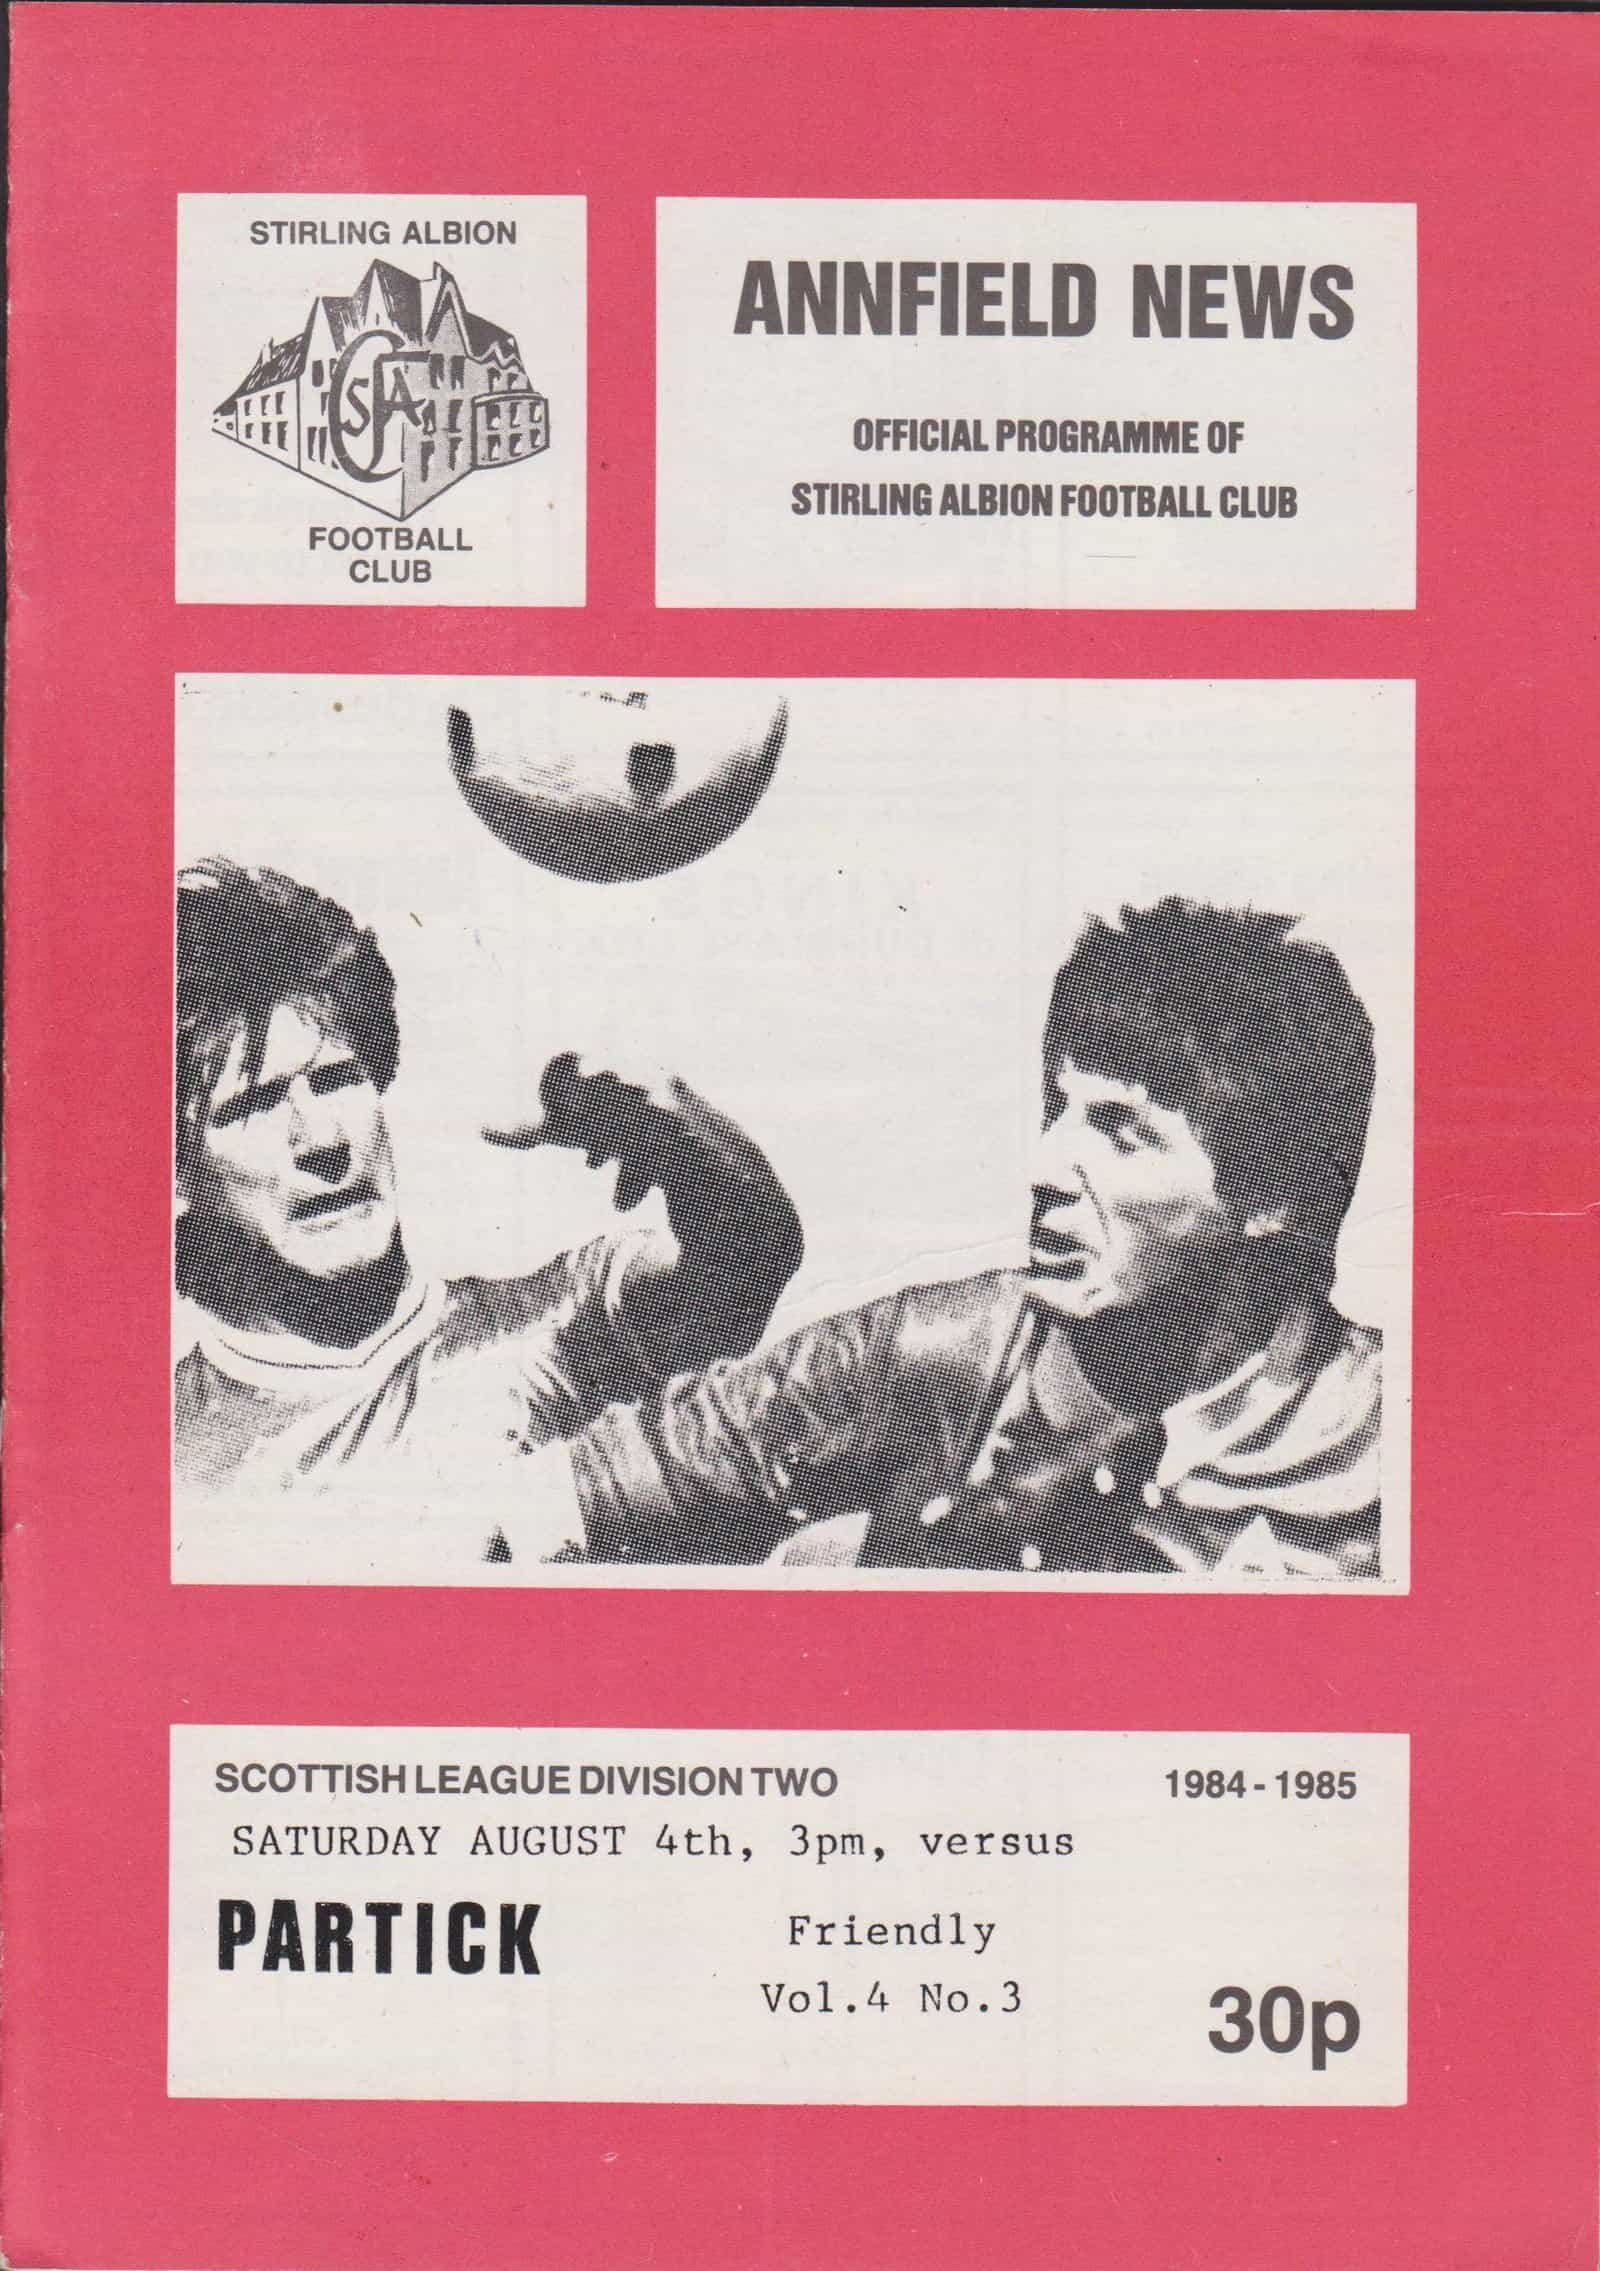 STIRLING ALBION
CSFA
FOOTBALL
CLUB
ANNFIELD NEWS
OFFICIAL PROGRAMME OF
STIRLING ALBION FOOTBALL CLUB
SCOTTISH LEAGUE DIVISION TWO 1984-1985
SATURDAY AUGUST 4th, 3pm, versus
PARTICK Friendly
Vol.4 No.3
30p